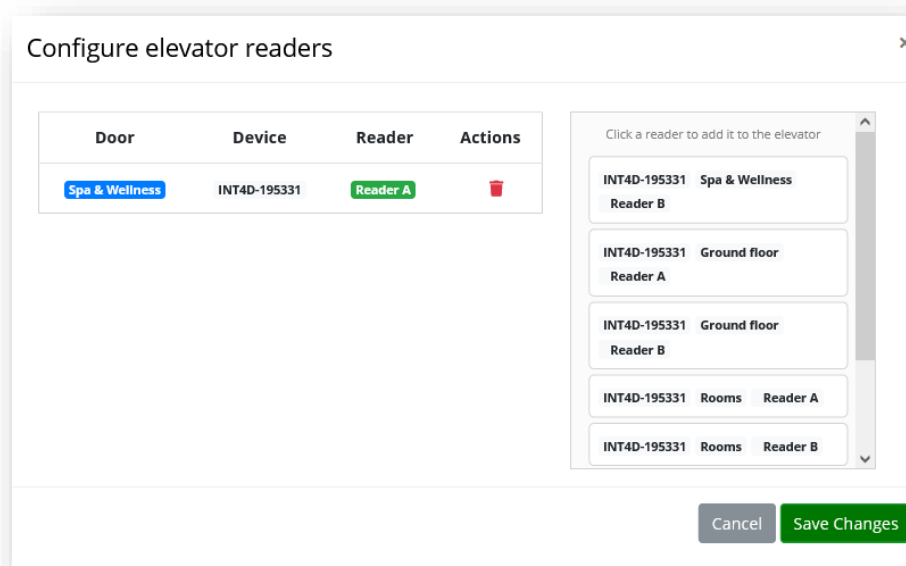 Configure elevator readers
×
Door Device Reader Actions
Spa & Wellness INT4D-195331 Reader A
Click a reader to add it to the elevator
INT4D-195331 Spa & Wellness
Reader B
INT4D-195331 Ground floor
Reader A
INT4D-195331 Ground floor
Reader B
INT4D-195331 Rooms Reader A
INT4D-195331 Rooms Reader B
Cancel Save Changes